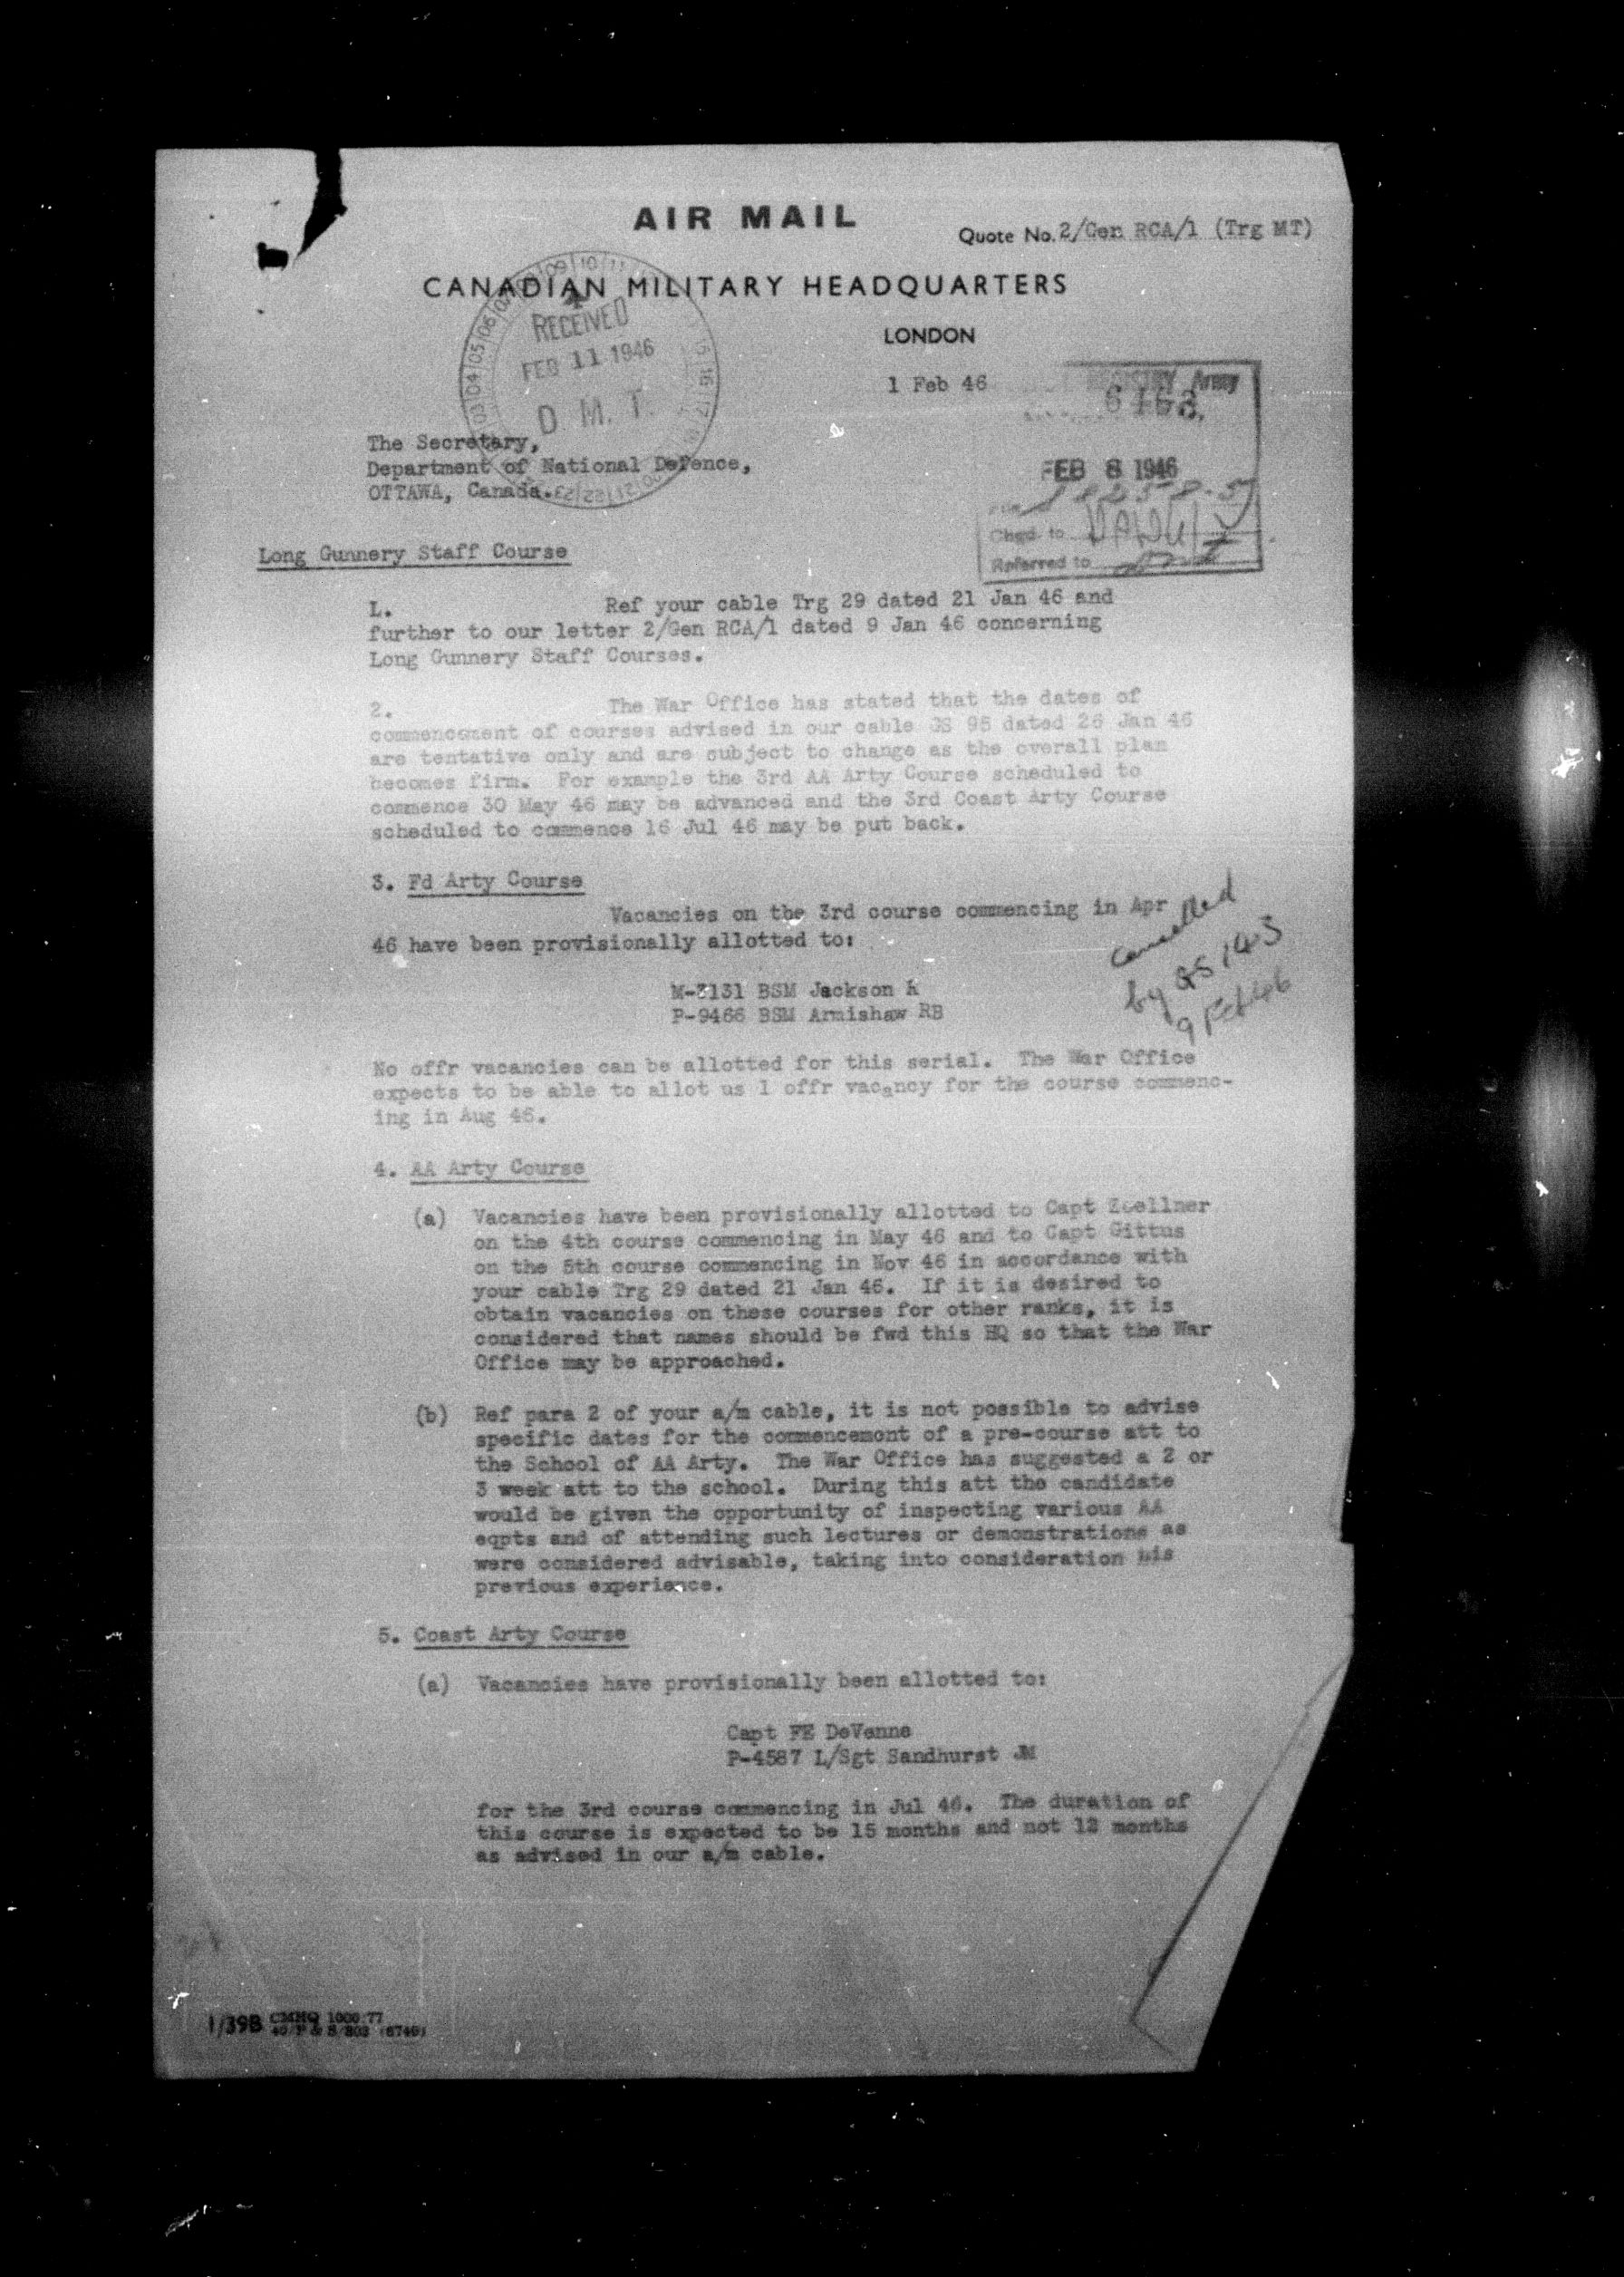 AIR MAIL
Quote No. 2/Gen RCA/1 (Trg MT)
CANADIAN MILITARY HEADQUARTERS
LONDON
1 Feb 46
RECEIVED
FEB 11 1946
D. M. T.
Army
FEB 8 1946
Chgd. to
Referred to
The Secretary,
Department of National Defence,
OTTAWA, Canada.
Long Gunnery Staff Course
1. Ref your cable Trg 29 dated 21 Jan 46 and
further to our letter 2/Gen RCA/1 dated 9 Jan 46 concerning
Long Gunnery Staff Courses.
2. The War Office has stated that the dates of
commencement of courses advised in our cable GS 95 dated 26 Jan 46
are tentative only and are subject to change as the overall plan
becomes firm. For example the 3rd AA Arty Course scheduled to
commence 30 May 46 may be advanced and the 3rd Coast Arty Course
scheduled to commence 16 Jul 46 may be put back.
3. Fd Arty Course
Vacancies on the 3rd course commencing in Apr
46 have been provisionally allotted to:
cancelled
by GS 143
9 Feb 46
M-3131 BSM Jackson K
P-9466 BSM Armishaw RB
No offr vacancies can be allotted for this serial. The War Office
expects to be able to allot us 1 offr vacancy for the course commenc-
ing in Aug 46.
4. AA Arty Course
(a) Vacancies have been provisionally allotted to Capt Zoellner
on the 4th course commencing in May 46 and to Capt Gittus
on the 5th course commencing in Nov 46 in accordance with
your cable Trg 29 dated 21 Jan 46. If it is desired to
obtain vacancies on these courses for other ranks, it is
considered that names should be fwd this HQ so that the War
Office may be approached.
(b) Ref para 2 of your a/m cable, it is not possible to advise
specific dates for the commencement of a pre-course att to
the School of AA Arty. The War Office has suggested a 2 or
3 week att to the school. During this att the candidate
would be given the opportunity of inspecting various AA
eqpts and of attending such lectures or demonstrations as
were considered advisable, taking into consideration his
previous experience.
5. Coast Arty Course
(a) Vacancies have provisionally been allotted to:
Capt FE DeVenne
P-4587 L/Sgt Sandhurst JM
for the 3rd course commencing in Jul 46. The duration of
this course is expected to be 15 months and not 12 months
as advised in our a/m cable.
1/39B CMHQ 1000:77